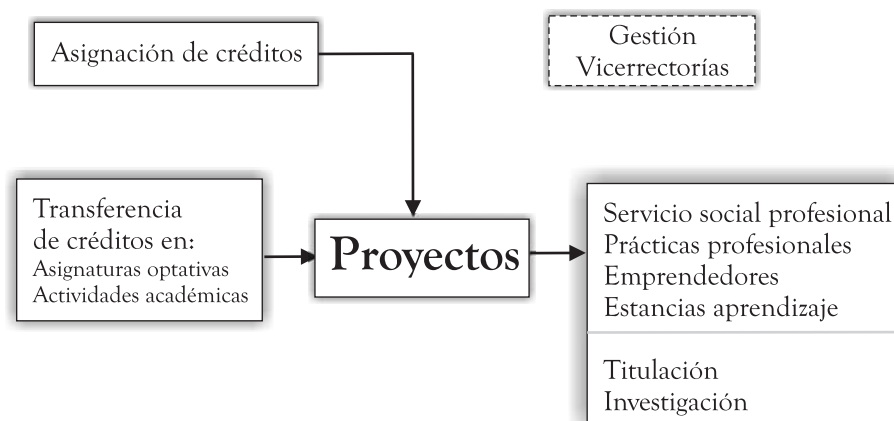 Asignación de créditos
Gestión
Vicerrectorías
Transferencia
de créditos en:
Asignaturas optativas
Actividades académicas
Proyectos
Servicio social profesional
Prácticas profesionales
Emprendedores
Estancias aprendizaje
Titulación
Investigación